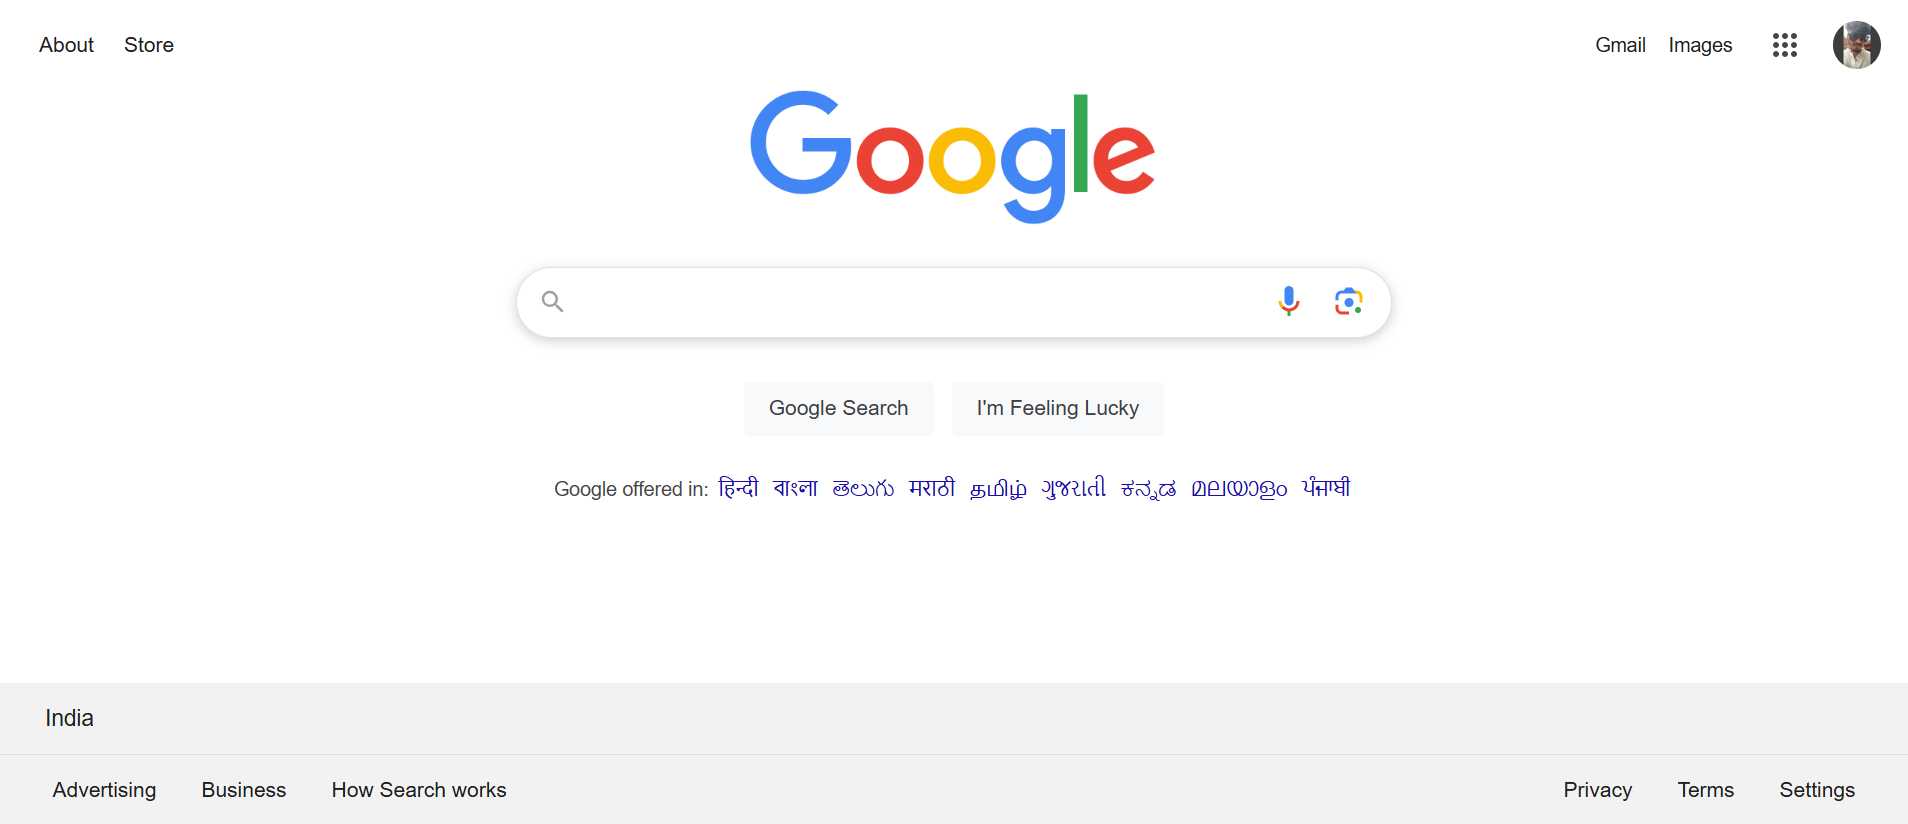 About Store
Gmail Images
Google
Google Search I'm Feeling Lucky
Google offered in: हिन्दी বাংলা తెలుగు मराठी தமிழ் ગુજરાતી ಕನ್ನಡ മലയാളം ਪੰਜਾਬੀ
India
Advertising Business How Search works
Privacy Terms Settings